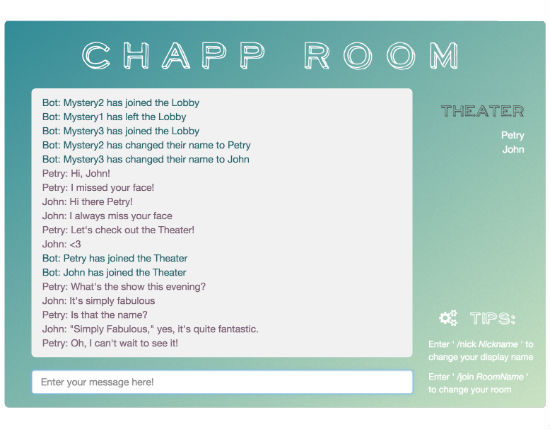 CHAPP ROOM
Bot: Mystery2 has joined the Lobby
Bot: Mystery1 has left the Lobby
Bot: Mystery3 has joined the Lobby
Bot: Mystery2 has changed their name to Petry
Bot: Mystery3 has changed their name to John
Petry: Hi, John!
Petry: I missed your face!
John: Hi there Petry!
John: I always miss your face
Petry: Let's check out the Theater!
John: <3
Bot: Petry has joined the Theater
Bot: John has joined the Theater
Petry: What's the show this evening?
John: It's simply fabulous
Petry: Is that the name?
John: "Simply Fabulous," yes, it's quite fantastic.
Petry: Oh, I can't wait to see it!
Enter your message here!
THEATER
Petry
John
TIPS:
Enter ' /nick Nickname ' to
change your display name
Enter ' /join RoomName '
to change your room